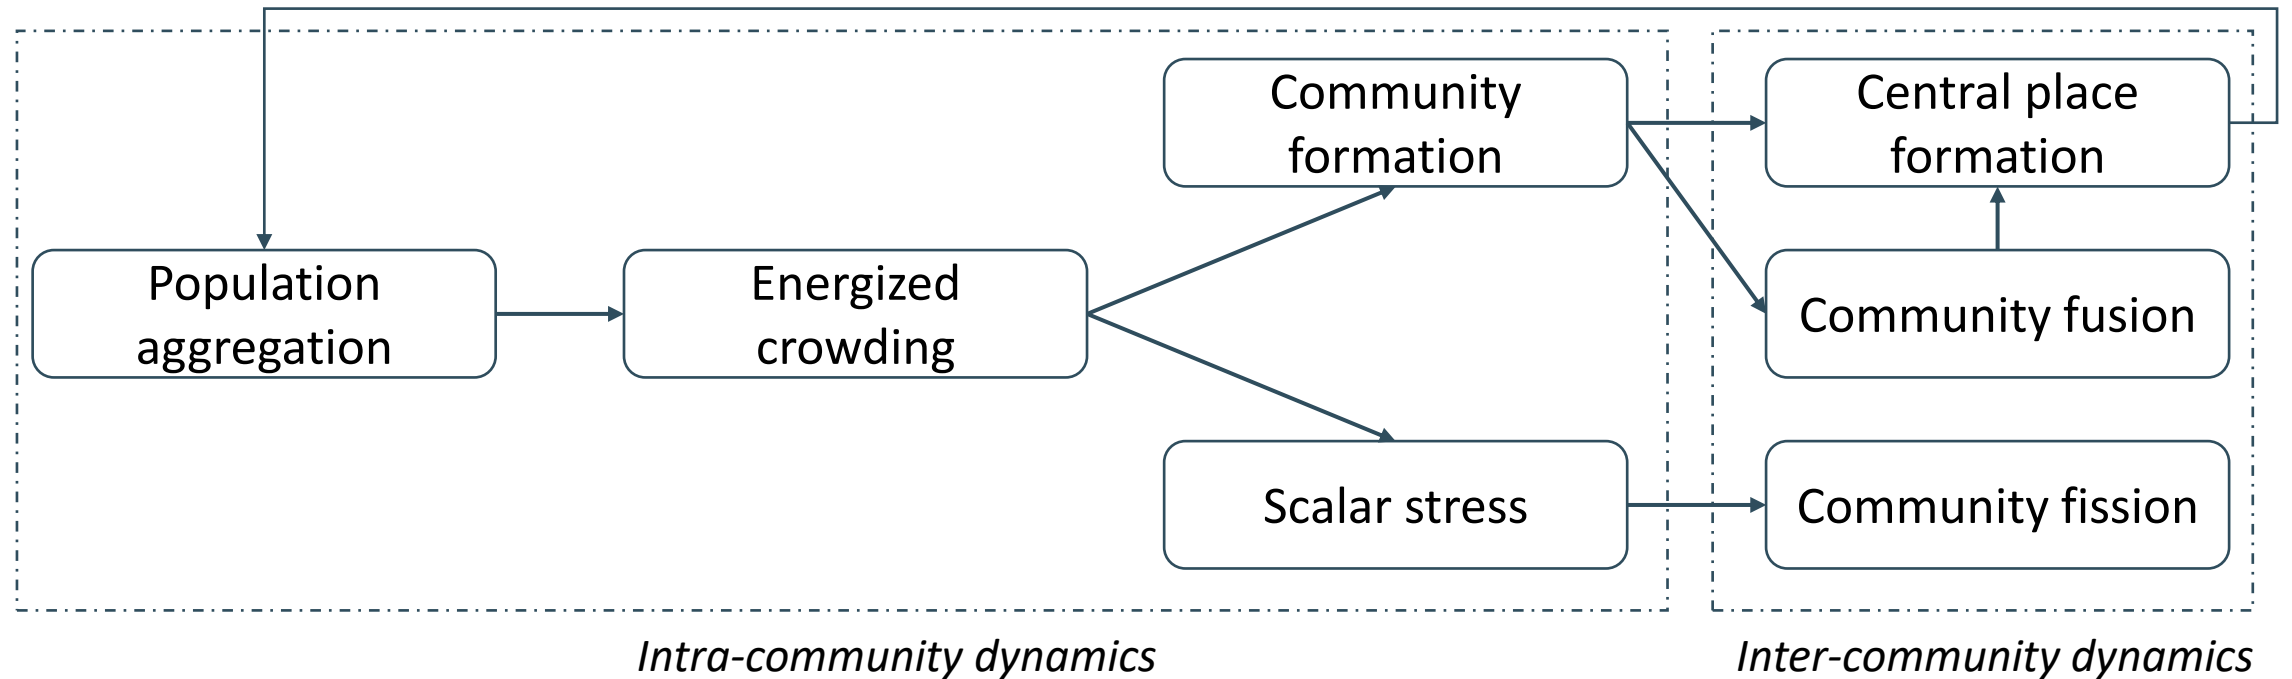 Community
formation
Central place
formation
Population
aggregation
Energized
crowding
Community fusion
Scalar stress
Community fission
Intra-community dynamics
Inter-community dynamics